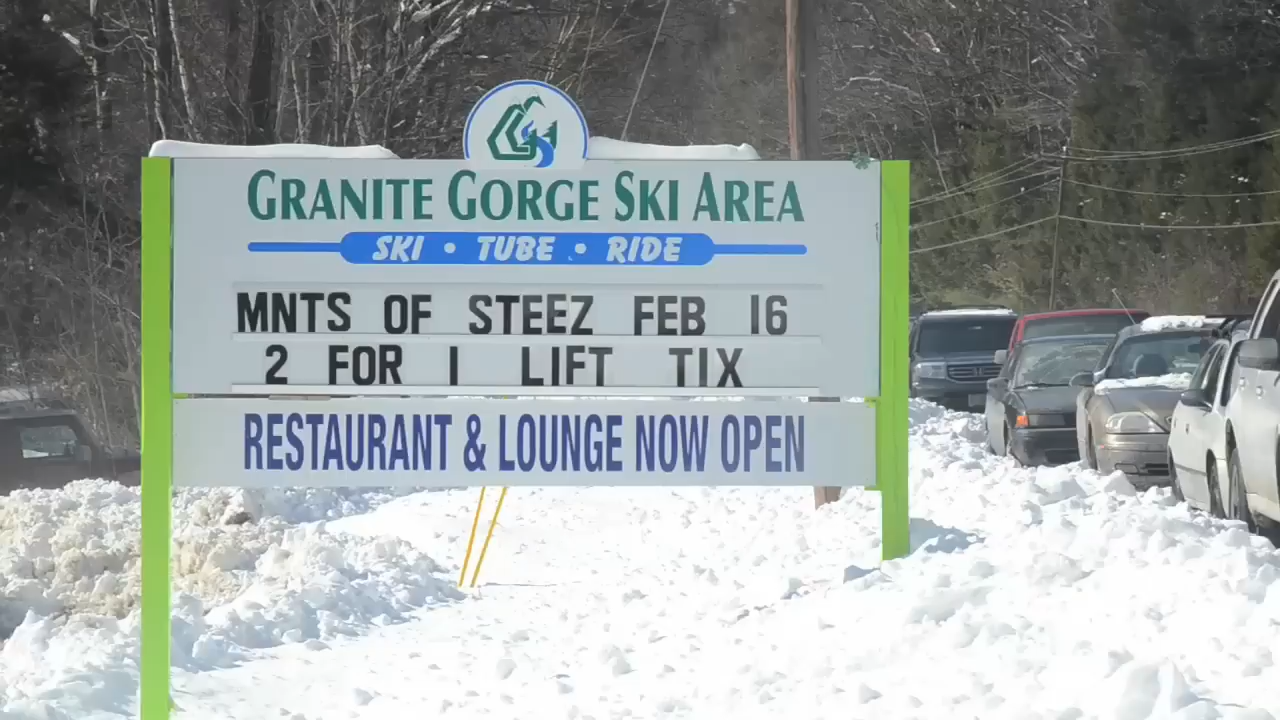 GRANITE GORGE SKI AREA
SKI • TUBE • RIDE
MNTS OF STEEZ FEB 16
2 FOR 1 LIFT TIX
RESTAURANT & LOUNGE NOW OPEN